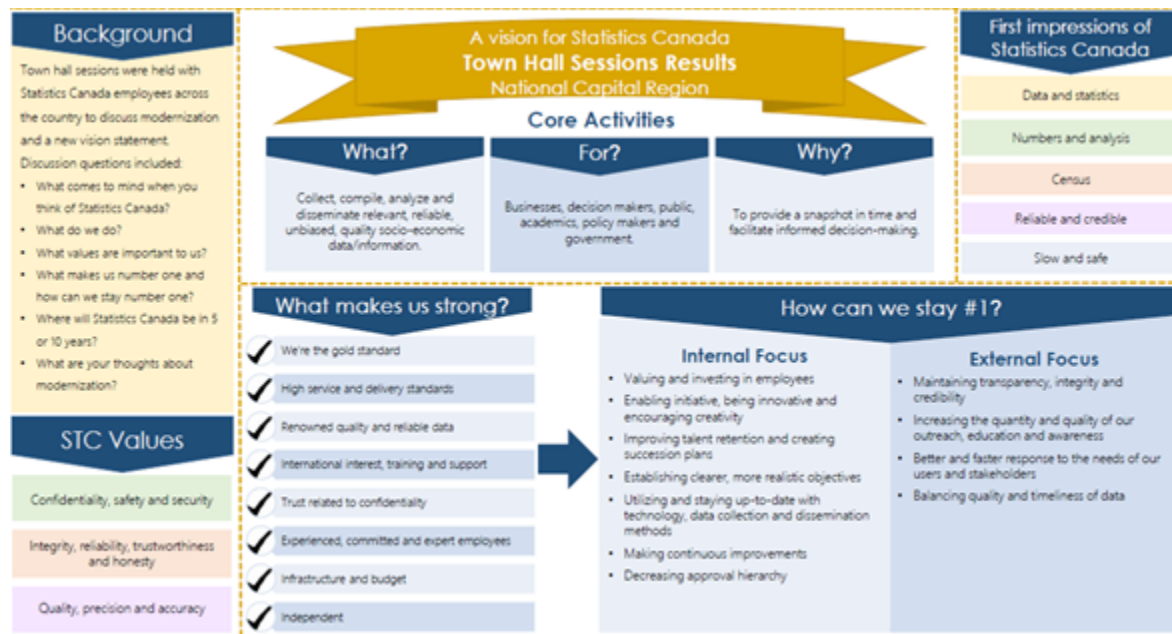 Background
Town hall sessions were held with
Statistics Canada employees across
the country to discuss modernization
and a new vision statement.
Discussion questions included:
• What comes to mind when you
think of Statistics Canada?
• What do we do?
• What values are important to us?
• What makes us number one and
how can we stay number one?
• Where will Statistics Canada be in 5
or 10 years?
• What are your thoughts about
modernization?
STC Values
Confidentiality, safety and security
Integrity, reliability, trustworthiness
and honesty
Quality, precision and accuracy
A vision for Statistics Canada
Town Hall Sessions Results
National Capital Region
Core Activities
What?
Collect, compile, analyze and
disseminate relevant, reliable,
unbiased, quality socio-economic
data/information.
For?
Businesses, decision makers, public,
academics, policy makers and
government.
Why?
To provide a snapshot in time and
facilitate informed decision-making.
First impressions of
Statistics Canada
Data and statistics
Numbers and analysis
Census
Reliable and credible
Slow and safe
What makes us strong?
We're the gold standard
High service and delivery standards
Renowned quality and reliable data
International interest, training and support
Trust related to confidentiality
Experienced, committed and expert employees
Infrastructure and budget
Independent
How can we stay #1?
Internal Focus
• Valuing and investing in employees
• Enabling initiative, being innovative and
encouraging creativity
• Improving talent retention and creating
succession plans
• Establishing clearer, more realistic objectives
• Utilizing and staying up-to-date with
technology, data collection and dissemination
methods
• Making continuous improvements
• Decreasing approval hierarchy
External Focus
• Maintaining transparency, integrity and
credibility
• Increasing the quantity and quality of our
outreach, education and awareness
• Better and faster response to the needs of our
users and stakeholders
• Balancing quality and timeliness of data